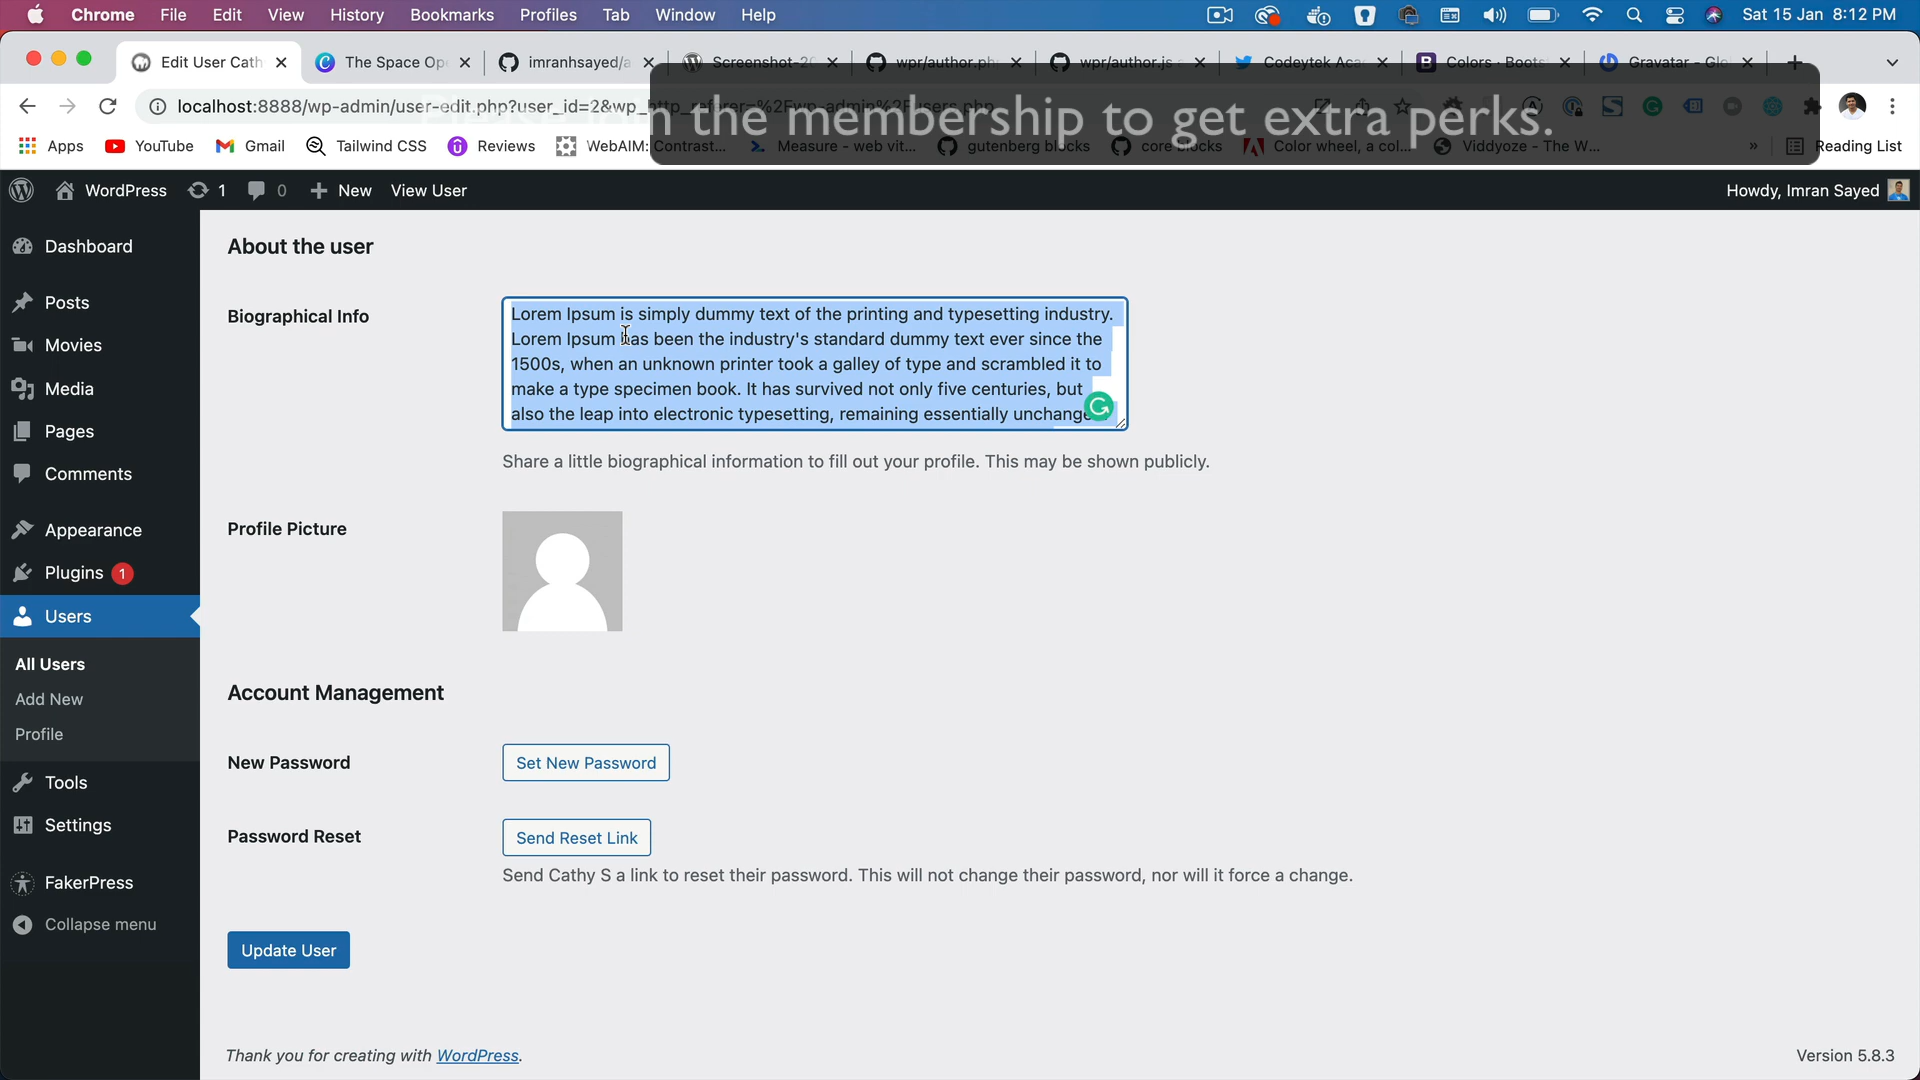 Chrome File Edit View History Bookmarks Profiles Tab Window Help Sat 15 Jan 8:12 PM
Edit User Cath The Space Op imranhsayed/a Screenshot-20 wpr/author.ph wpr/author.js Codeytek Aca Colors · Boots Gravatar - Glo
localhost:8888/wp-admin/user-edit.php?user_id=2&wp_http_referer=%2Fwp-admin%2Fusers.php
join the membership to get extra perks.
Apps YouTube Gmail Tailwind CSS Reviews WebAIM: Contrast... Measure - web vit... gutenberg blocks core blocks Color wheel, a col... Viddyoze - The W... » Reading List
WordPress 1 0 New View User Howdy, Imran Sayed
Dashboard
Posts
Movies
Media
Pages
Comments
Appearance
Plugins 1
Users
All Users
Add New
Profile
Tools
Settings
FakerPress
Collapse menu
About the user
Biographical Info
Lorem Ipsum is simply dummy text of the printing and typesetting industry.
Lorem Ipsum has been the industry's standard dummy text ever since the
1500s, when an unknown printer took a galley of type and scrambled it to
make a type specimen book. It has survived not only five centuries, but
also the leap into electronic typesetting, remaining essentially unchange
Share a little biographical information to fill out your profile. This may be shown publicly.
Profile Picture
Account Management
New Password
Set New Password
Password Reset
Send Reset Link
Send Cathy S a link to reset their password. This will not change their password, nor will it force a change.
Update User
Thank you for creating with WordPress.
Version 5.8.3